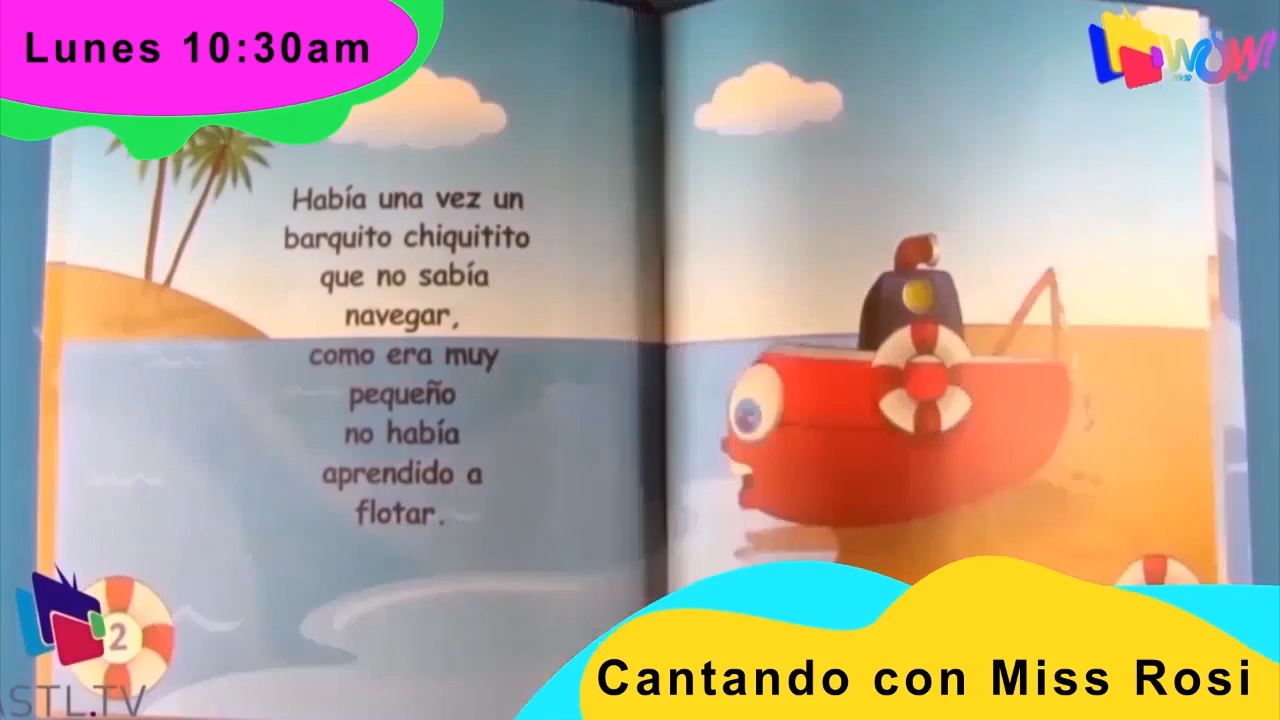 Lunes 10:30am
WOW!
Había una vez un
barquito chiquitito
que no sabía
navegar,
como era muy
pequeño
no había
aprendido a
flotar.
2
ASTL.TV
Cantando con Miss Rosi